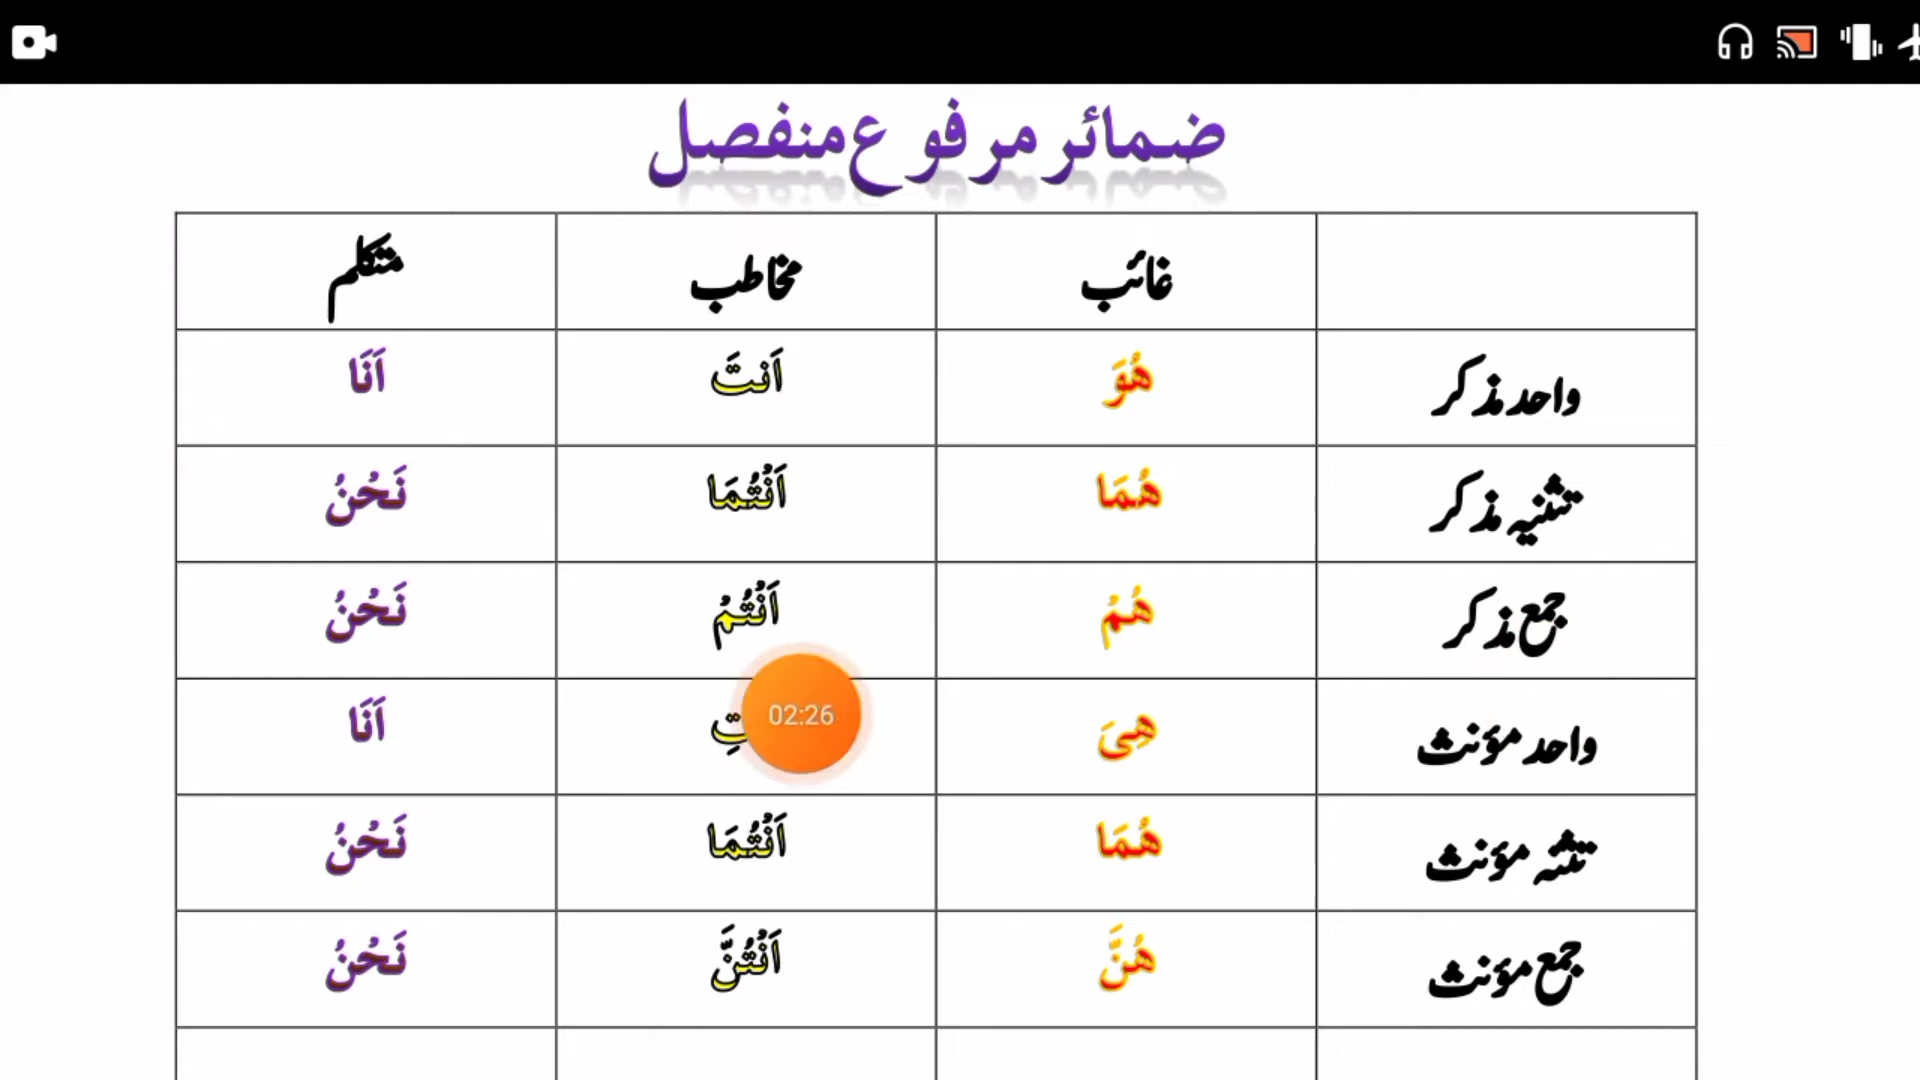 ضمائر مرفوع منفصل
غائب مخاطب متکلم
واحد مذکر ھُوَ اَنتَ اَنَا
تثنیہ مذکر ھُمَا اَنْتُمَا نَحْنُ
جمع مذکر ھُمْ اَنْتُمْ نَحْنُ
واحد مؤنث ھِیَ اَنَا
تثنیہ مؤنث ھُمَا اَنْتُمَا نَحْنُ
جمع مؤنث ھُنَّ اَنْتُنَّ نَحْنُ
02:26